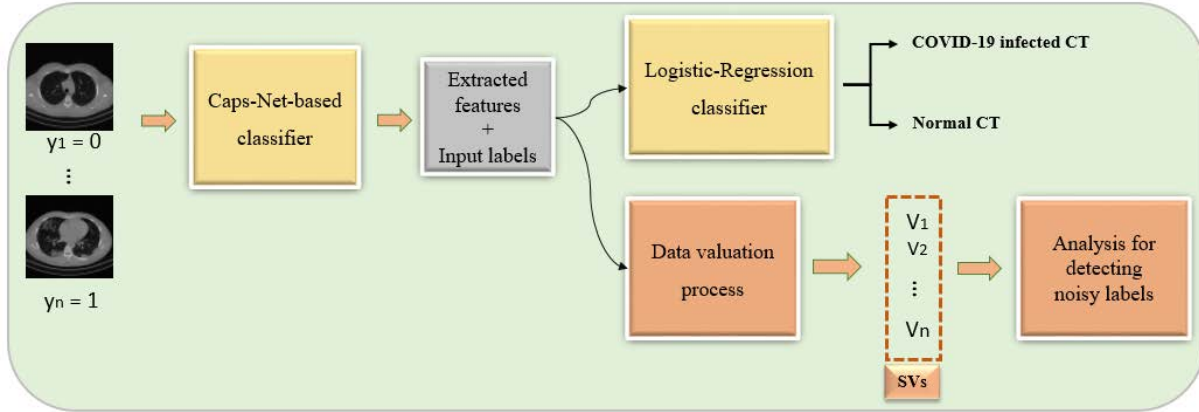 y1 = 0
⋮
yn = 1
Caps-Net-based
classifier
Extracted
features
+
Input labels
Logistic-Regression
classifier
COVID-19 infected CT
Normal CT
Data valuation
process
V1
V2
⋮
Vn
SVs
Analysis for
detecting
noisy labels